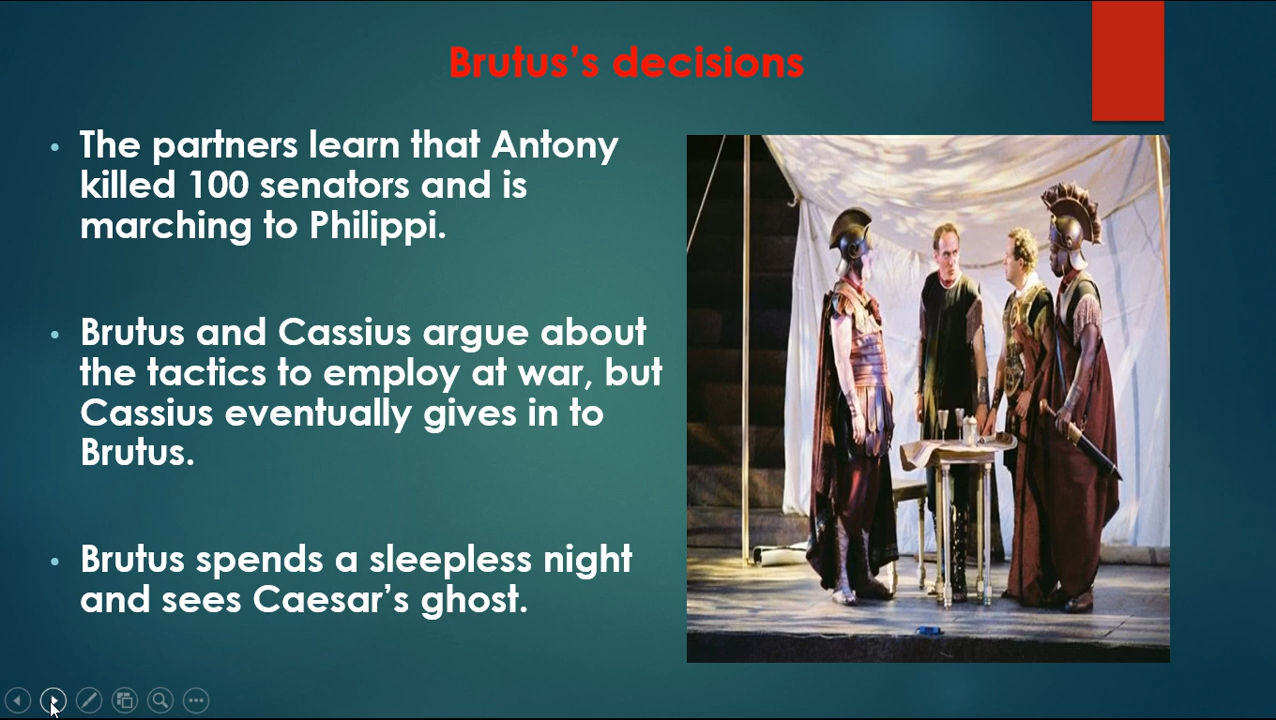 Brutus’s decisions
• The partners learn that Antony
killed 100 senators and is
marching to Philippi.
• Brutus and Cassius argue about
the tactics to employ at war, but
Cassius eventually gives in to
Brutus.
• Brutus spends a sleepless night
and sees Caesar’s ghost.